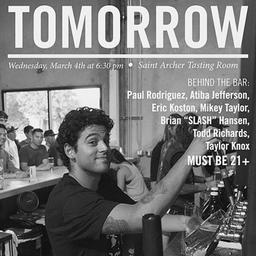 TOMORROW
Wednesday, March 4th at 6:30 pm • Saint Archer Tasting Room
BEHIND THE BAR:
Paul Rodriguez, Atiba Jefferson,
Eric Koston, Mikey Taylor,
Brian "SLASH" Hansen,
Todd Richards,
Taylor Knox
MUST BE 21+